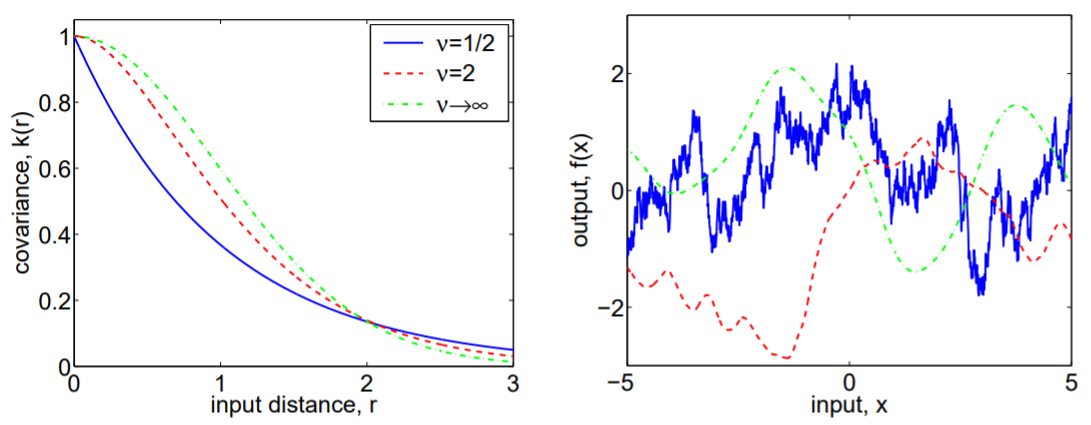 1
0.8
0.6
0.4
0.2
0
covariance, k(r)
ν=1/2
ν=2
ν→∞
0 1 2 3
input distance, r
2
0
−2
output, f(x)
−5 0 5
input, x